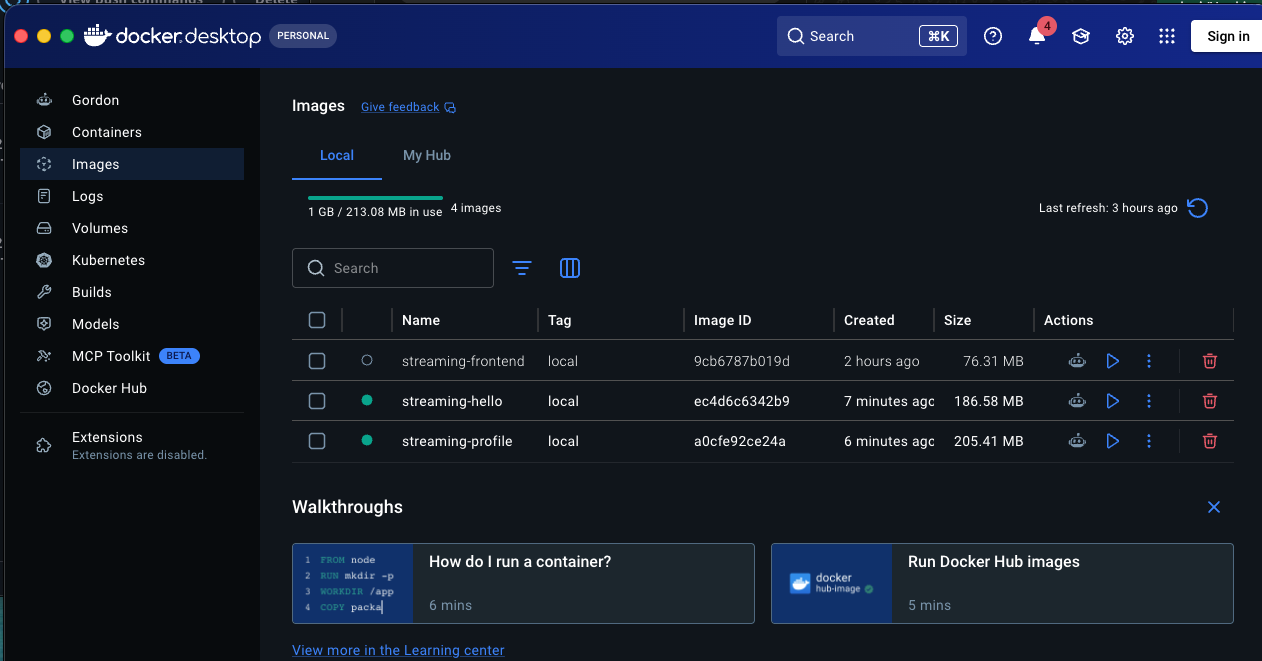 docker.desktop PERSONAL Search ⌘K 4 Sign in
Gordon
Containers
Images
Logs
Volumes
Kubernetes
Builds
Models
MCP Toolkit BETA
Docker Hub
Extensions
Extensions are disabled.
Images Give feedback
Local My Hub
1 GB / 213.08 MB in use 4 images Last refresh: 3 hours ago
Search
Name Tag Image ID Created Size Actions
streaming-frontend local 9cb6787b019d 2 hours ago 76.31 MB
streaming-hello local ec4d6c6342b9 7 minutes agc 186.58 MB
streaming-profile local a0cfe92ce24a 6 minutes agc 205.41 MB
Walkthroughs
1 FROM node
2 RUN mkdir -p
3 WORKDIR /app
4 COPY packa
How do I run a container?
6 mins
docker
hub-image
Run Docker Hub images
5 mins
View more in the Learning center